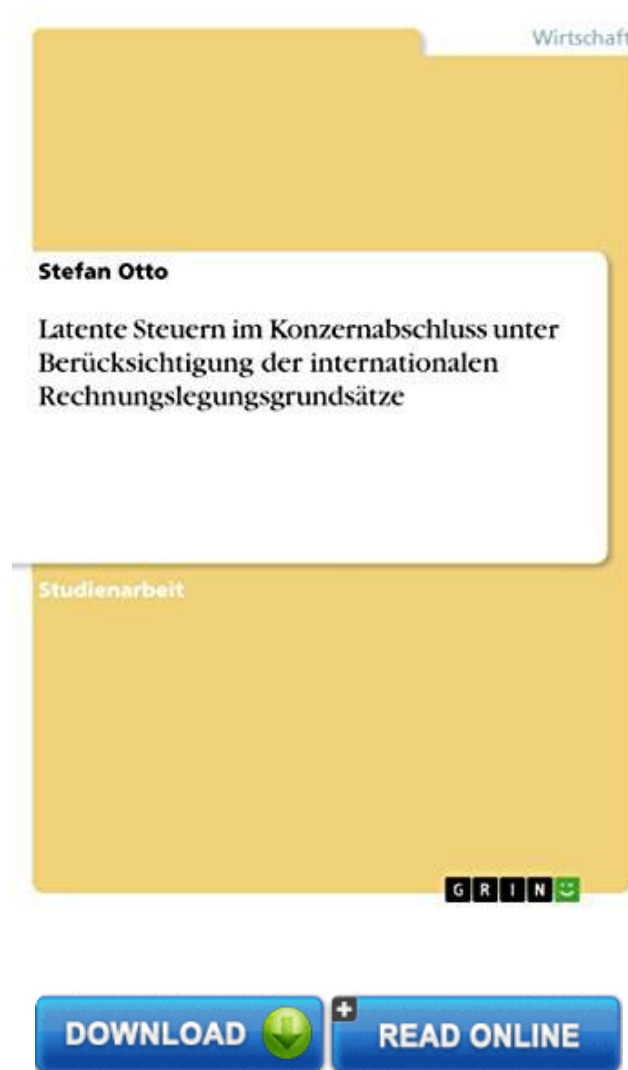 Wirtschaft
Stefan Otto
Latente Steuern im Konzernabschluss unter
Berücksichtigung der internationalen
Rechnungslegungsgrundsätze
Studienarbeit
GRIN
DOWNLOAD
READ ONLINE